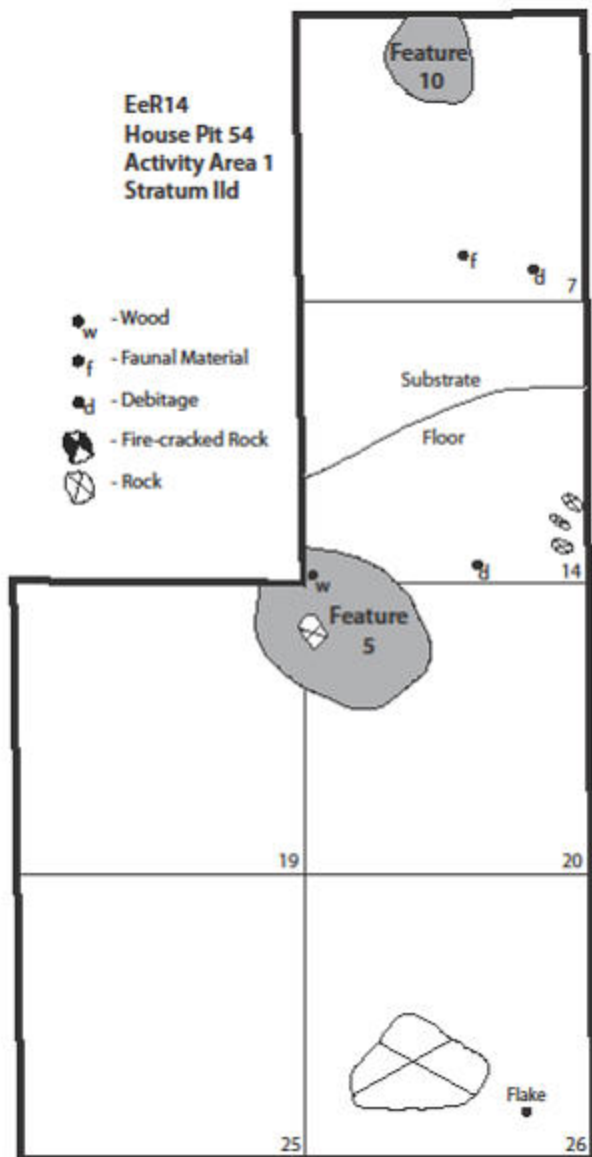 Feature
10
EeR14
House Pit 54
Activity Area 1
Stratum IId
f
d
7
w - Wood
f - Faunal Material
d - Debitage
- Fire-cracked Rock
- Rock
Substrate
Floor
d
14
w
Feature
5
19
20
Flake
25
26